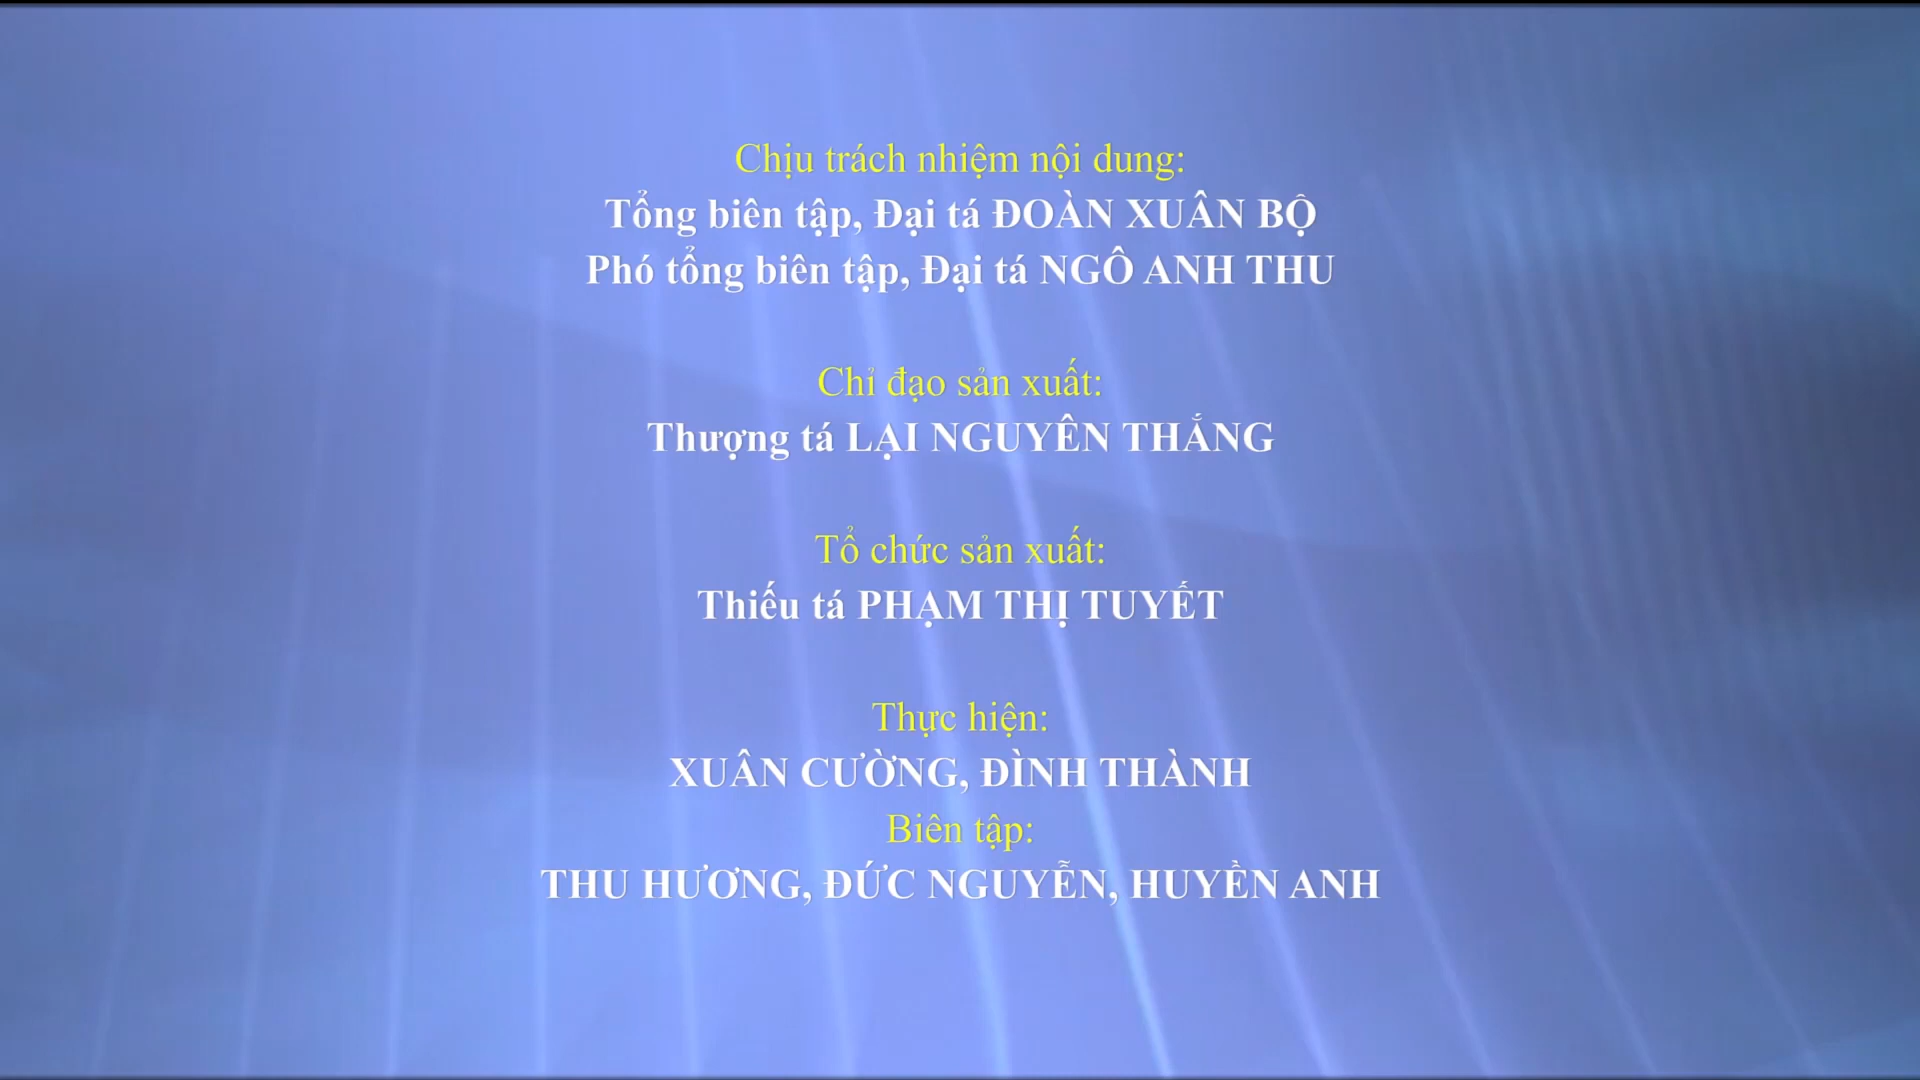 Chịu trách nhiệm nội dung:
Tổng biên tập, Đại tá ĐOÀN XUÂN BỘ
Phó tổng biên tập, Đại tá NGÔ ANH THU
Chỉ đạo sản xuất:
Thượng tá LẠI NGUYÊN THẮNG
Tổ chức sản xuất:
Thiếu tá PHẠM THỊ TUYẾT
Thực hiện:
XUÂN CƯỜNG, ĐÌNH THÀNH
Biên tập:
THU HƯƠNG, ĐỨC NGUYỄN, HUYỀN ANH